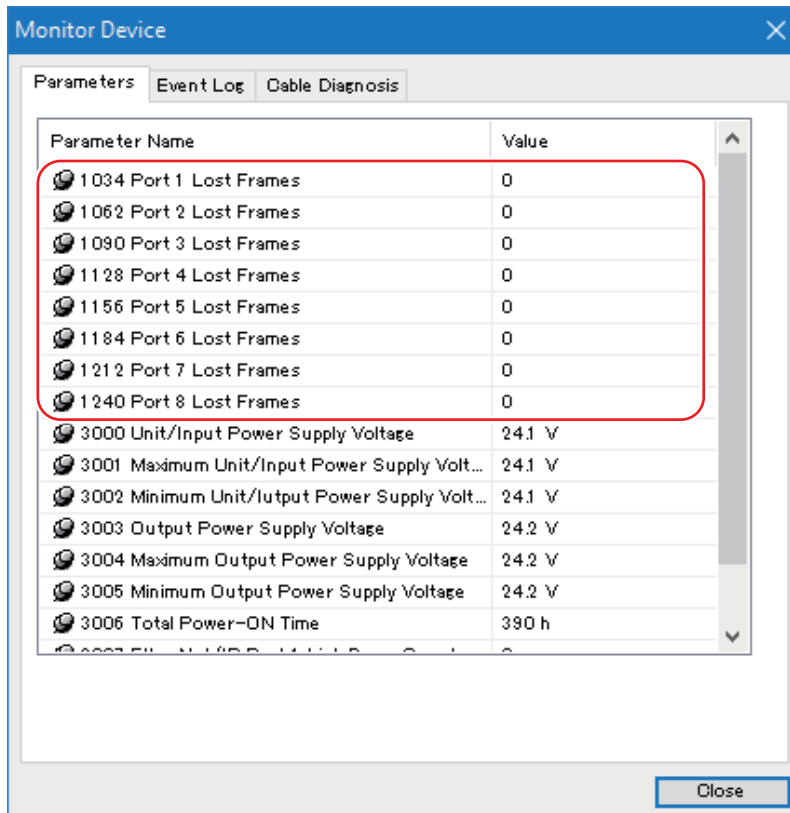 Monitor Device
Parameters Event Log Cable Diagnosis
Parameter Name Value
1034 Port 1 Lost Frames 0
1062 Port 2 Lost Frames 0
1090 Port 3 Lost Frames 0
1128 Port 4 Lost Frames 0
1156 Port 5 Lost Frames 0
1184 Port 6 Lost Frames 0
1212 Port 7 Lost Frames 0
1240 Port 8 Lost Frames 0
3000 Unit/Input Power Supply Voltage 24.1 V
3001 Maximum Unit/Input Power Supply Volt... 24.1 V
3002 Minimum Unit/Iutput Power Supply Volt... 24.1 V
3003 Output Power Supply Voltage 24.2 V
3004 Maximum Output Power Supply Voltage 24.2 V
3005 Minimum Output Power Supply Voltage 24.2 V
3006 Total Power-ON Time 390 h
Close